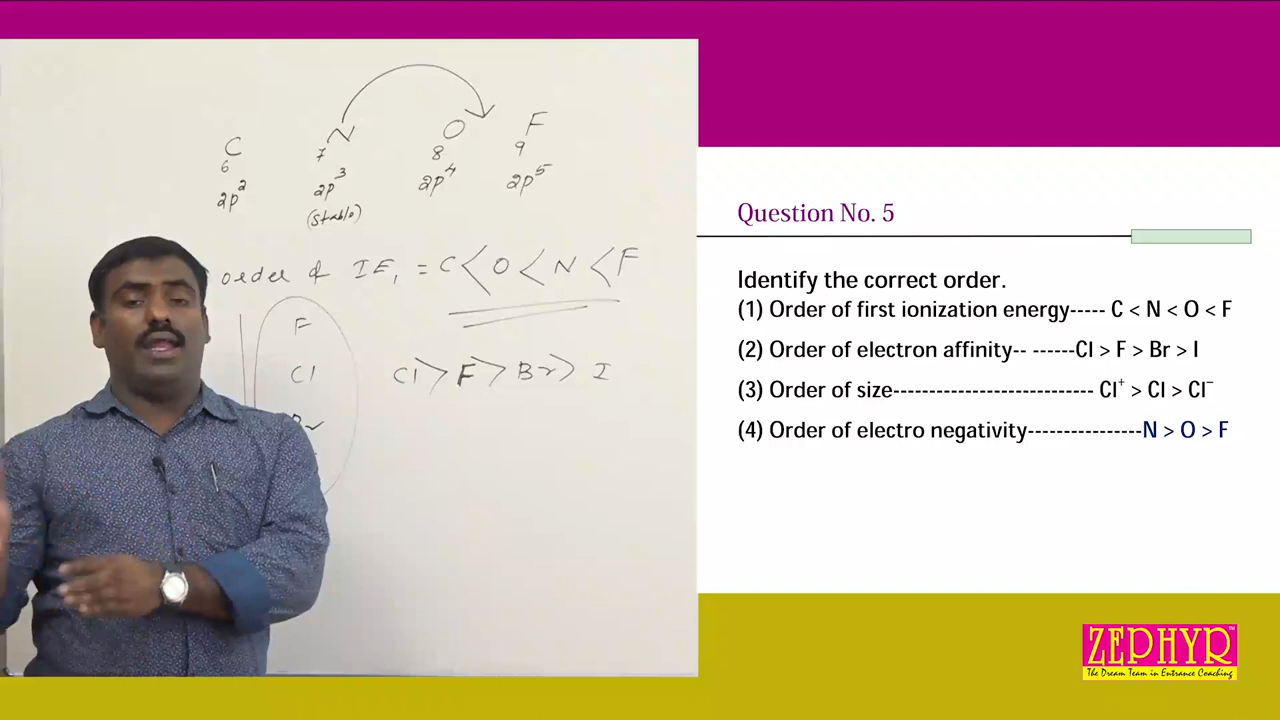 C N O F
6 7 8 9
2p² 2p³ 2p⁴ 2p⁵
(stable)
order of IE₁ = C < O < N < F
F
Cl
Br
Cl > F > Br > I
Question No. 5
Identify the correct order.
(1) Order of first ionization energy----- C < N < O < F
(2) Order of electron affinity-- ------Cl > F > Br > I
(3) Order of size---------------------------- Cl⁺ > Cl > Cl⁻
(4) Order of electro negativity----------------N > O > F
ZEPHYR™
The Dream Team in Entrance Coaching